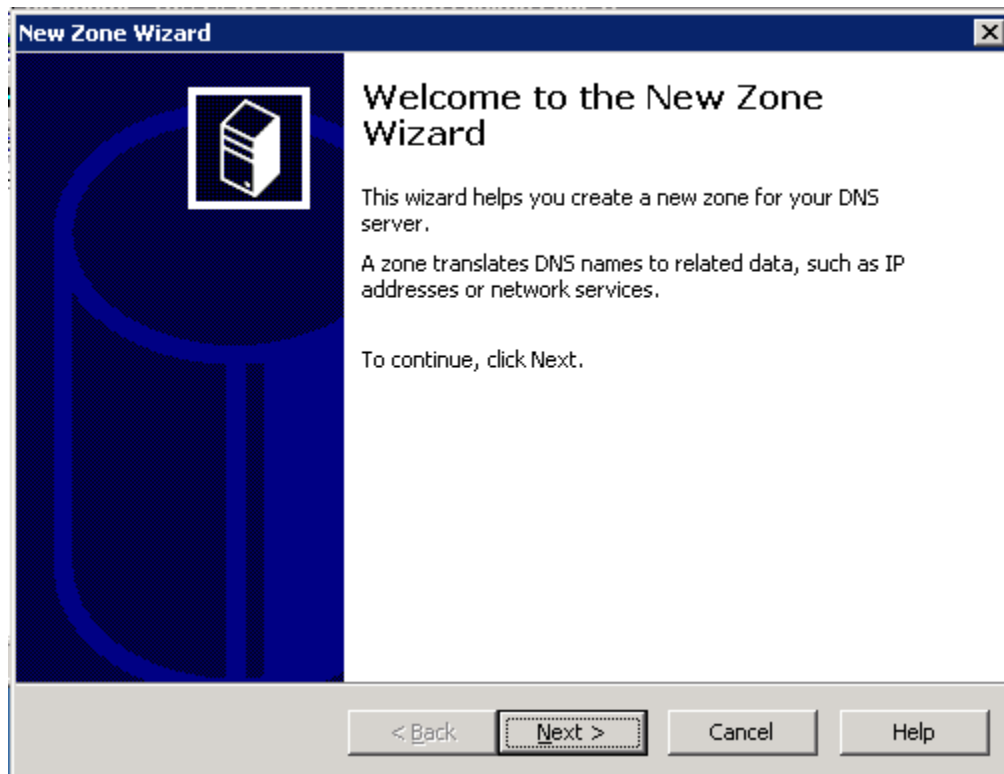 New Zone Wizard
Welcome to the New Zone
Wizard
This wizard helps you create a new zone for your DNS
server.
A zone translates DNS names to related data, such as IP
addresses or network services.
To continue, click Next.
< Back
Next >
Cancel
Help